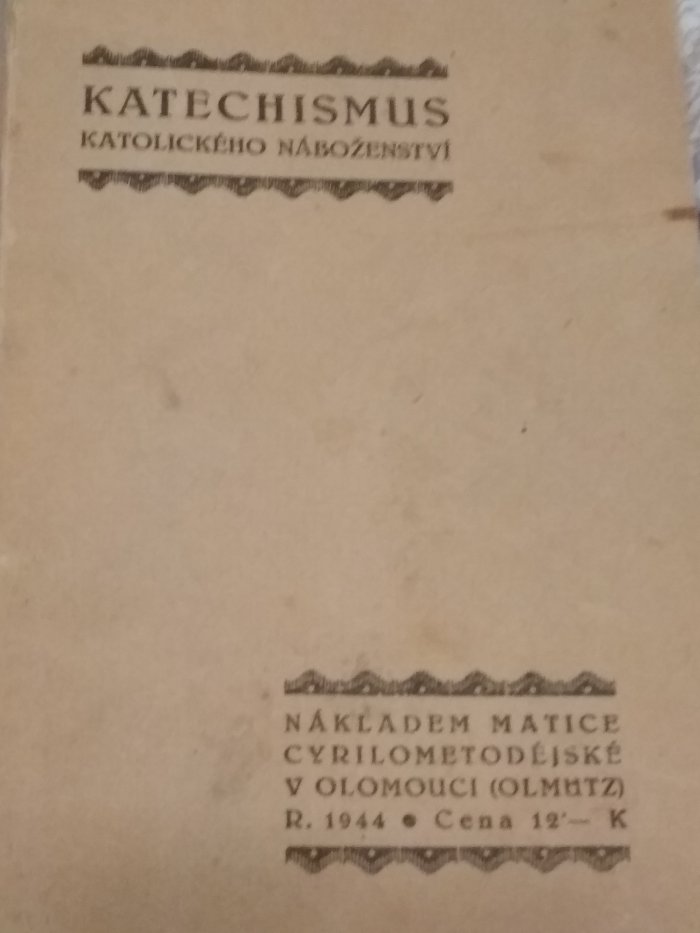 KATECHISMUS
KATOLICKÉHO NÁBOŽENSTVÍ
NÁKLADEM MATICE
CYRILOMETODĚJSKÉ
V OLOMOUCI (OLMÜTZ)
R. 1944 ● Cena 12·— K